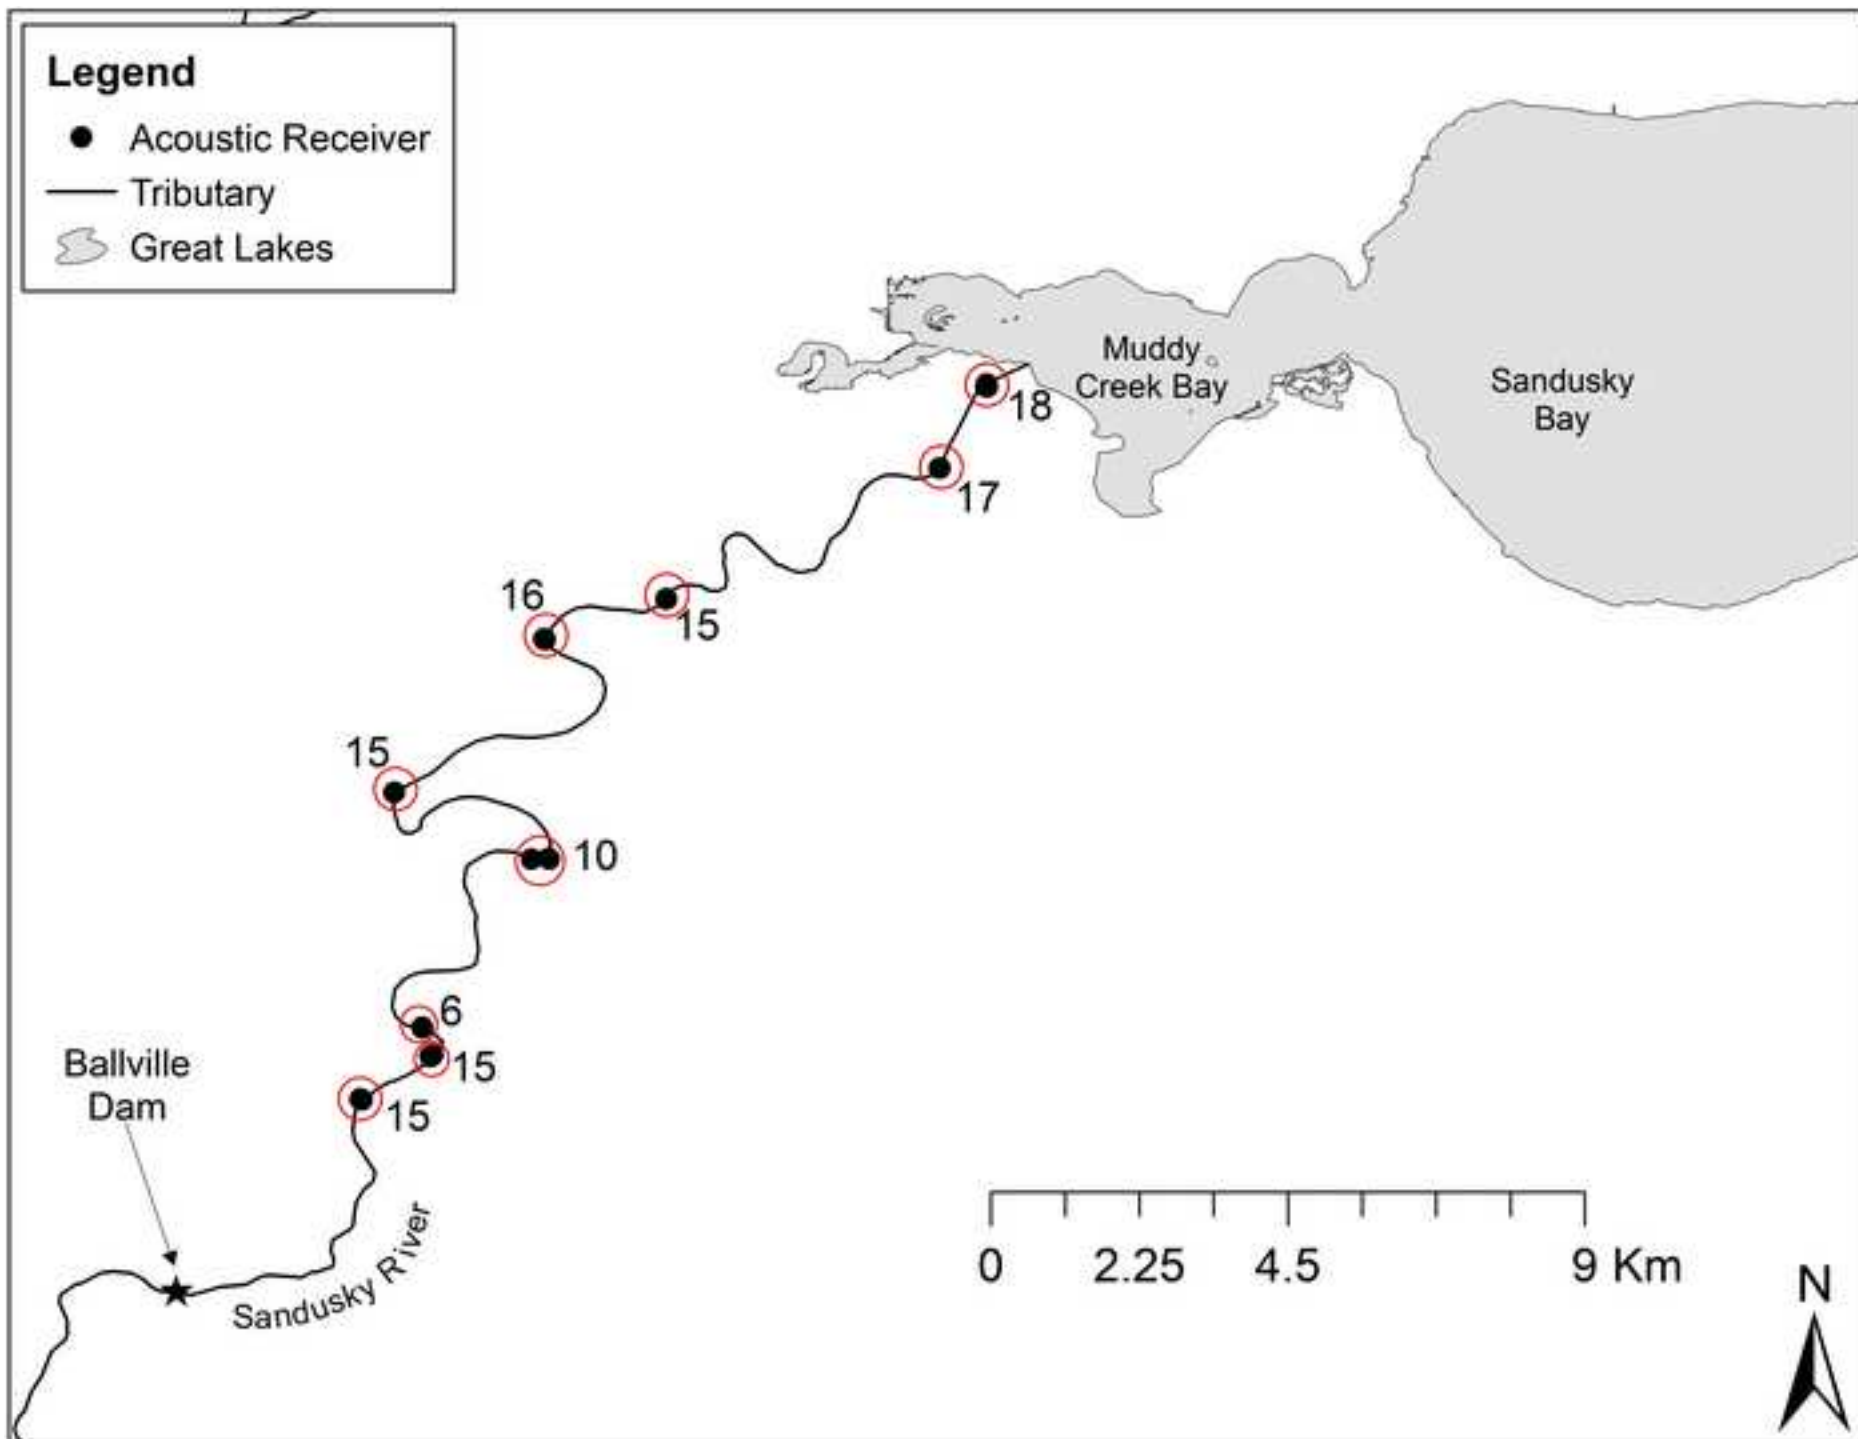 Legend
Acoustic Receiver
Tributary
Great Lakes
Muddy
Creek Bay
Sandusky
Bay
18
17
16
15
15
10
6
15
15
Ballville
Dam
Sandusky River
0 2.25 4.5 9 Km
N